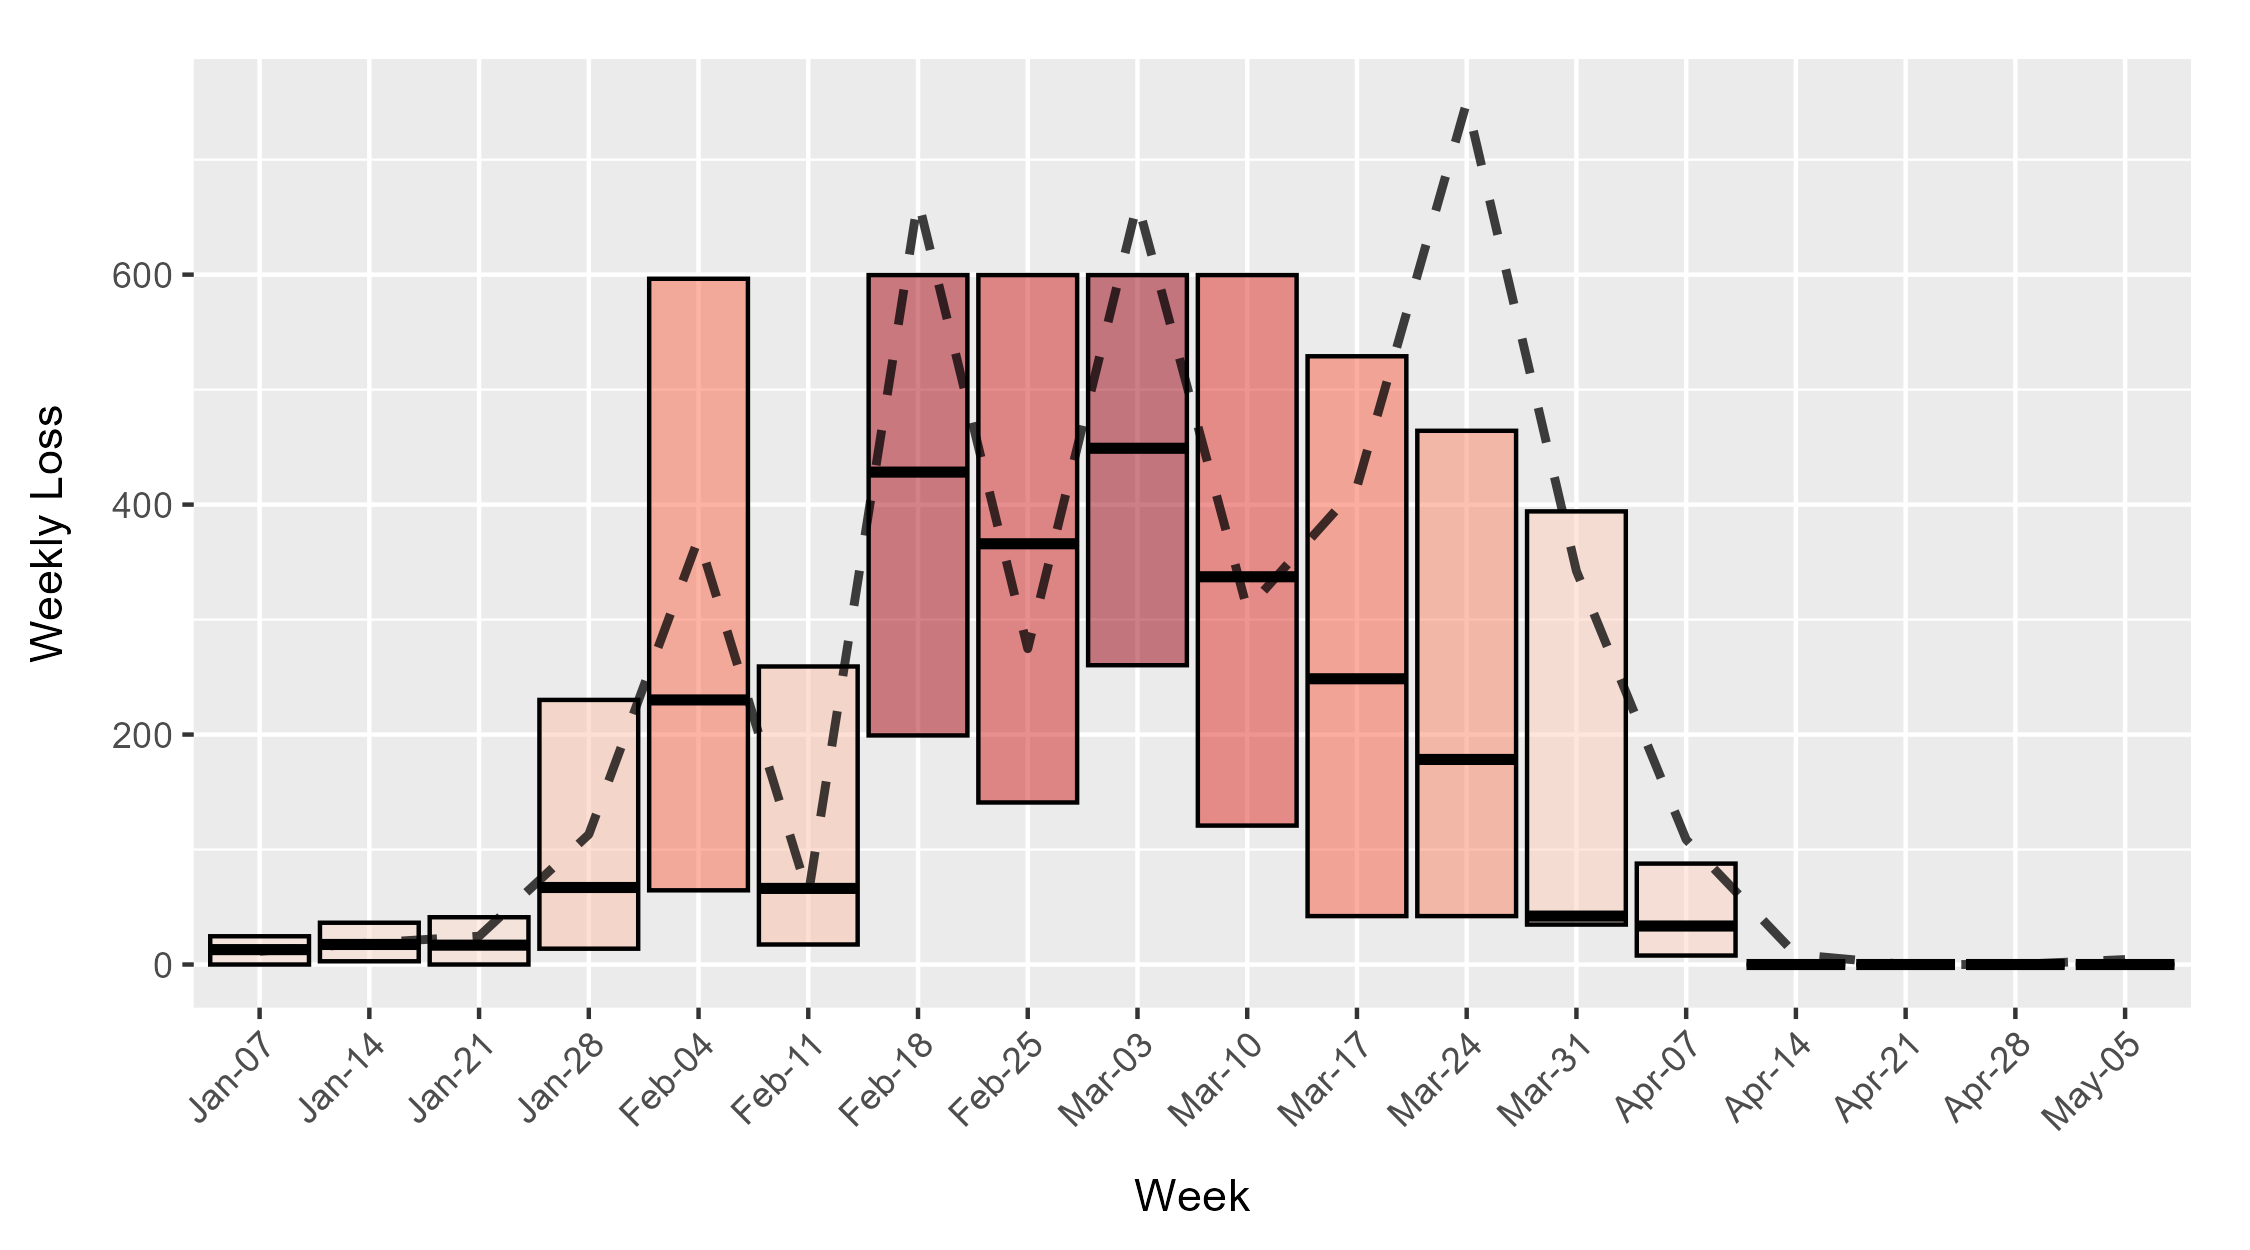 Weekly Loss
600
400
200
0
Jan-07
Jan-14
Jan-21
Jan-28
Feb-04
Feb-11
Feb-18
Feb-25
Mar-03
Mar-10
Mar-17
Mar-24
Mar-31
Apr-07
Apr-14
Apr-21
Apr-28
May-05
Week